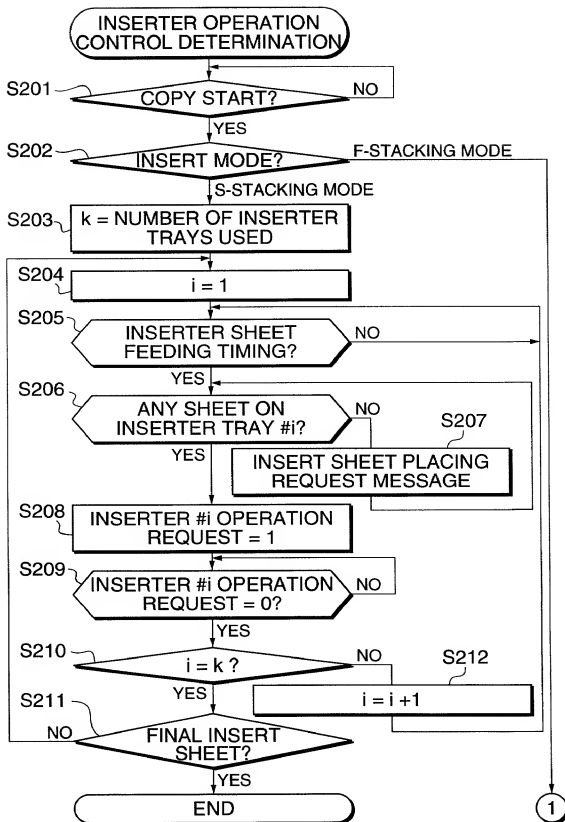 INSERTER OPERATION
CONTROL DETERMINATION
S201
COPY START?
NO
YES
S202
INSERT MODE?
F-STACKING MODE
S-STACKING MODE
S203
k = NUMBER OF INSERTER
TRAYS USED
S204
i = 1
S205
INSERTER SHEET
FEEDING TIMING?
NO
YES
S206
ANY SHEET ON
INSERTER TRAY #i?
NO
YES
S207
INSERT SHEET PLACING
REQUEST MESSAGE
S208
INSERTER #i OPERATION
REQUEST = 1
S209
INSERTER #i OPERATION
REQUEST = 0?
NO
YES
S210
i = k ?
NO
YES
S212
i = i +1
S211
FINAL INSERT
SHEET?
NO
YES
END
1